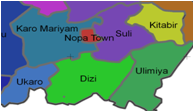 Karo Mariyam
Nopa Town
Suli
Kitabir
Ukaro
Dizi
Ulimiya